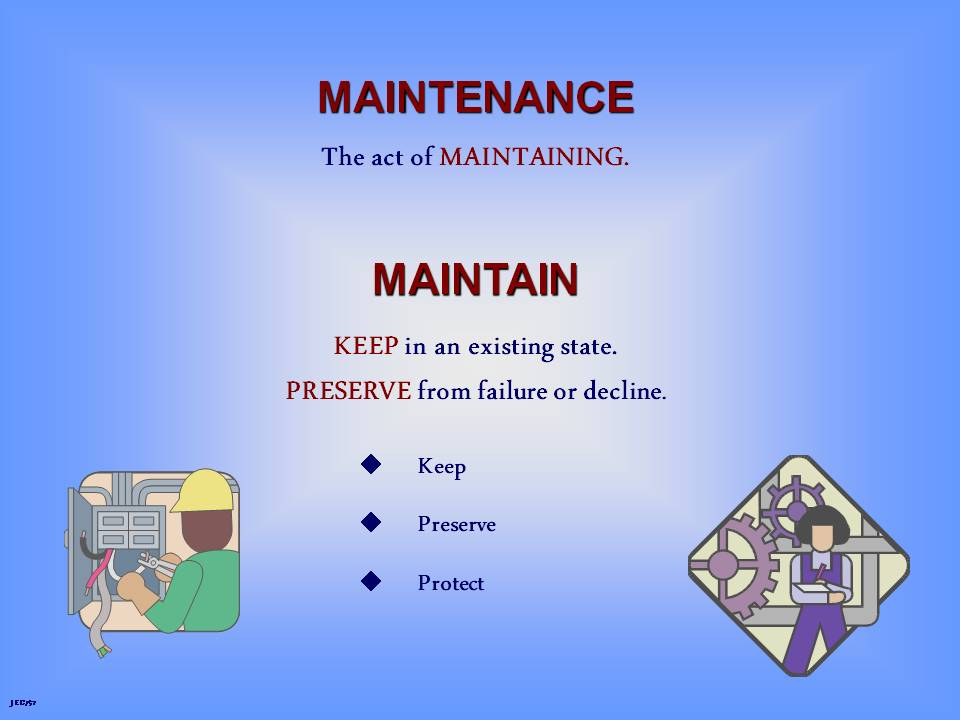 MAINTENANCE
The act of MAINTAINING.
MAINTAIN
KEEP in an existing state.
PRESERVE from failure or decline.
Keep
Preserve
Protect